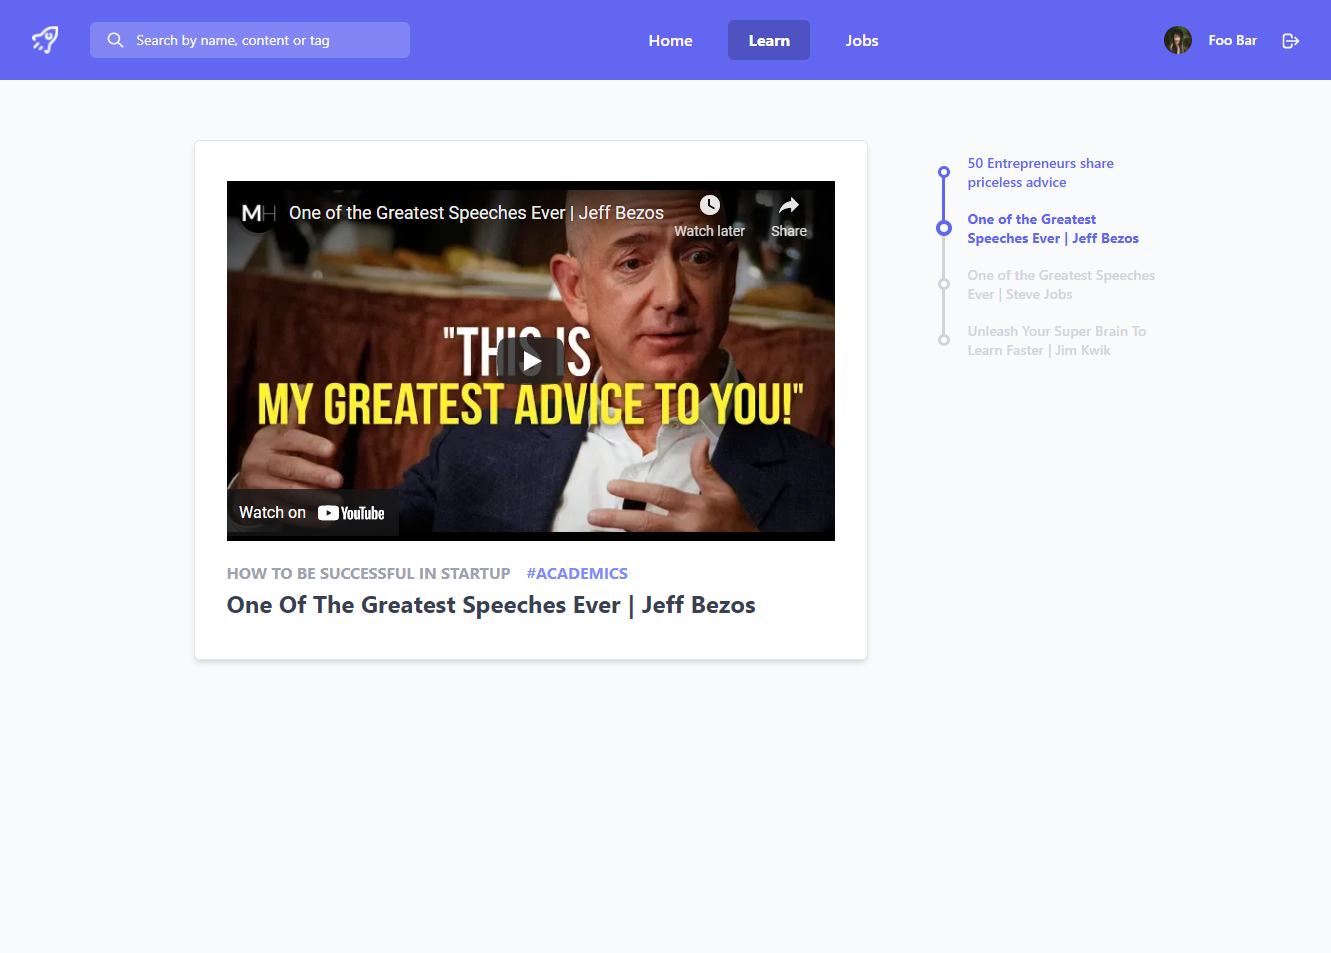 Search by name, content or tag
Home
Learn
Jobs
Foo Bar
MH
One of the Greatest Speeches Ever | Jeff Bezos
Watch later
Share
"THIS IS
MY GREATEST ADVICE TO YOU!"
Watch on YouTube
HOW TO BE SUCCESSFUL IN STARTUP #ACADEMICS
One Of The Greatest Speeches Ever | Jeff Bezos
50 Entrepreneurs share
priceless advice
One of the Greatest
Speeches Ever | Jeff Bezos
One of the Greatest Speeches
Ever | Steve Jobs
Unleash Your Super Brain To
Learn Faster | Jim Kwik